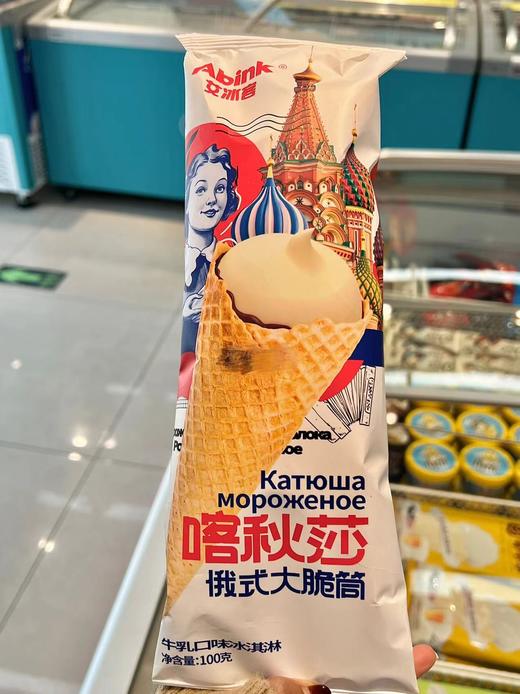 Abink®
艾冰客
Катюша
мороженое
喀秋莎
俄式大脆筒
牛乳口味冰淇淋
净含量:100克